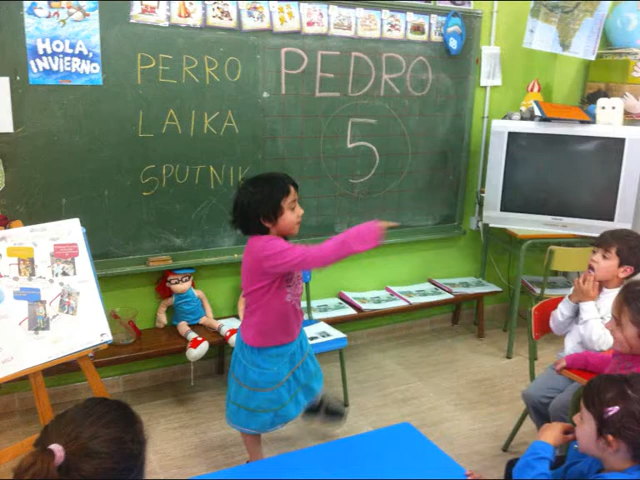 ¡HOLA,
INVIERNO
PERRO
LAIKA
SPUTNIK
PEDRO
5